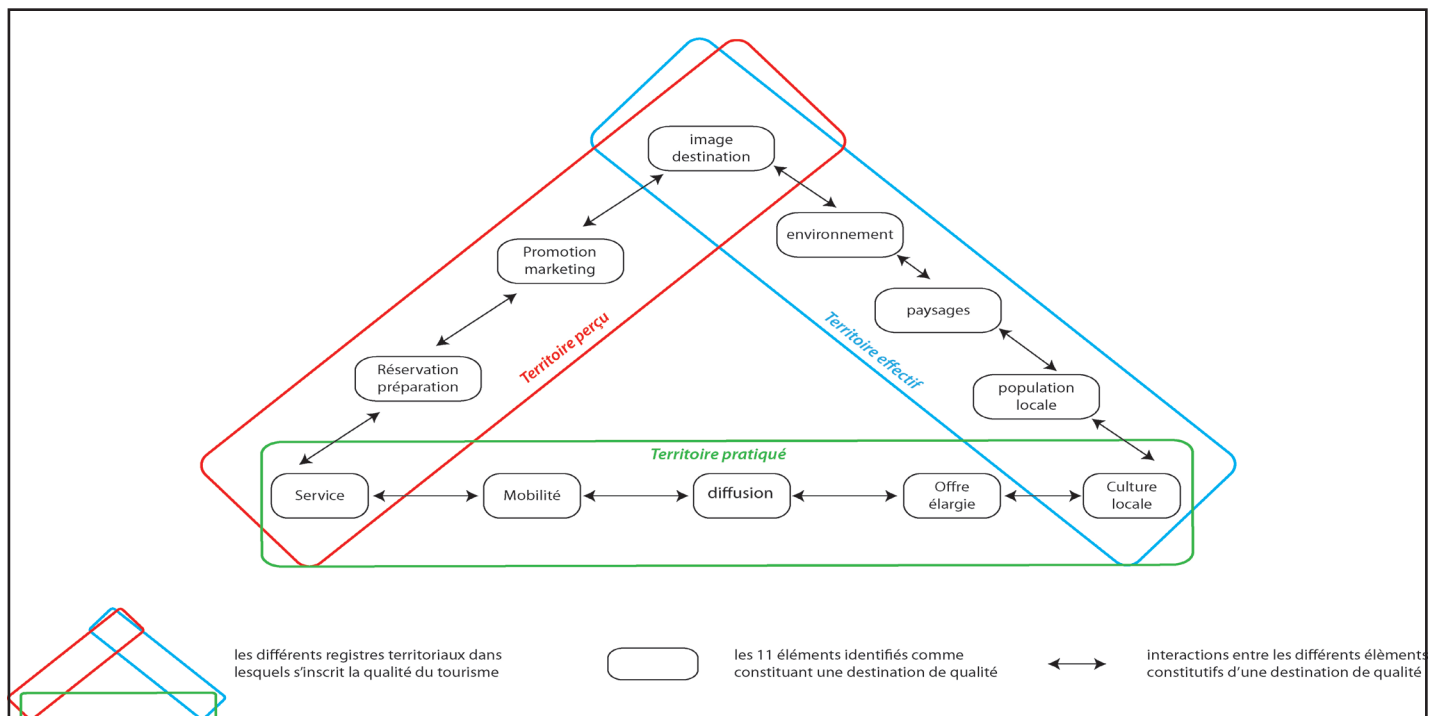 image
destination
environnement
Promotion
marketing
paysages
Territoire perçu
Territoire effectif
Réservation
préparation
population
locale
Territoire pratiqué
Service
Mobilité
diffusion
Offre
élargie
Culture
locale
les différents registres territoriaux dans
lesquels s’inscrit la qualité du tourisme
les 11 éléments identifiés comme
constituant une destination de qualité
interactions entre les différents élèments
constitutifs d’une destination de qualité